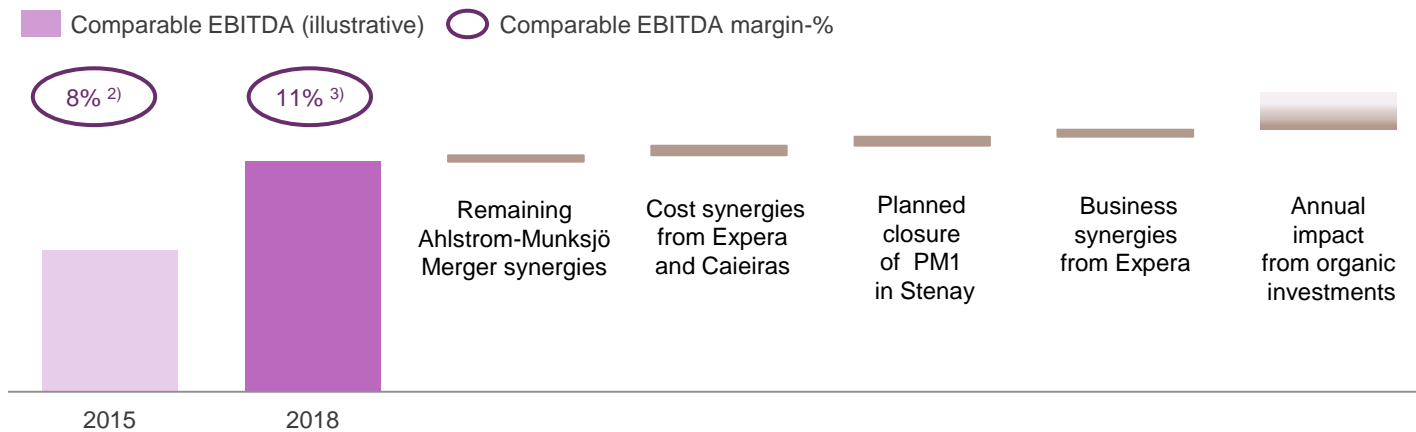 Comparable EBITDA (illustrative) Comparable EBITDA margin-%
8% 2)
11% 3)
Remaining
Ahlstrom-Munksjö
Merger synergies
Cost synergies
from Expera
and Caieiras
Planned
closure
of PM1
in Stenay
Business
synergies
from Expera
Annual
impact
from organic
investments
2015
2018